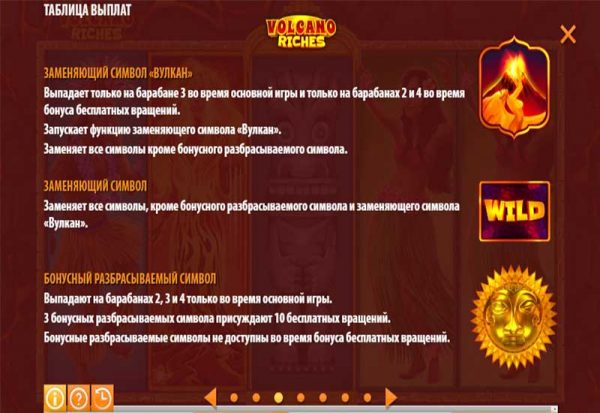 ТАБЛИЦА ВЫПЛАТ
VOLCANO
RICHES
ЗАМЕНЯЮЩИЙ СИМВОЛ «ВУЛКАН»
Выпадает только на барабане 3 во время основной игры и только на барабанах 2 и 4 во время
бонуса бесплатных вращений.
Запускает функцию заменяющего символа «Вулкан».
Заменяет все символы кроме бонусного разбрасываемого символа.
ЗАМЕНЯЮЩИЙ СИМВОЛ
Заменяет все символы, кроме бонусного разбрасываемого символа и заменяющего символа
«Вулкан».
WILD
БОНУСНЫЙ РАЗБРАСЫВАЕМЫЙ СИМВОЛ
Выпадают на барабанах 2, 3 и 4 только во время основной игры.
3 бонусных разбрасываемых символа присуждают 10 бесплатных вращений.
Бонусные разбрасываемые символы не доступны во время бонуса бесплатных вращений.